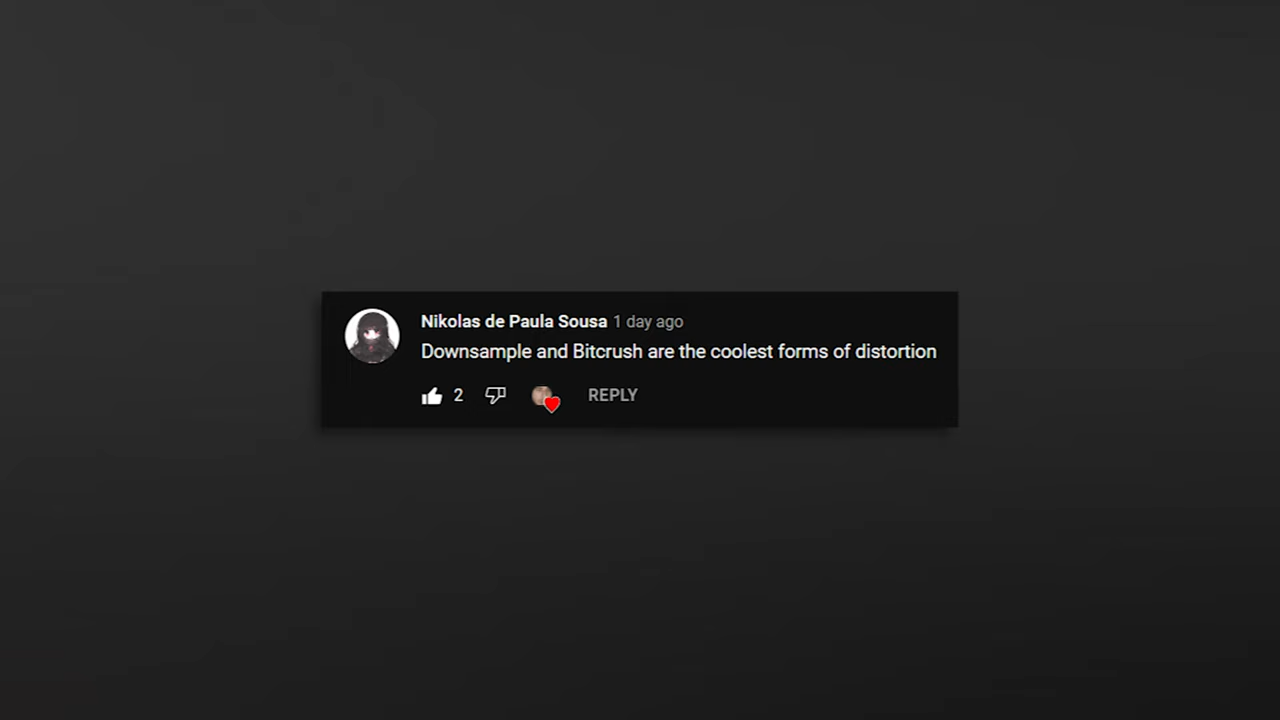 Nikolas de Paula Sousa 1 day ago
Downsample and Bitcrush are the coolest forms of distortion
2 REPLY